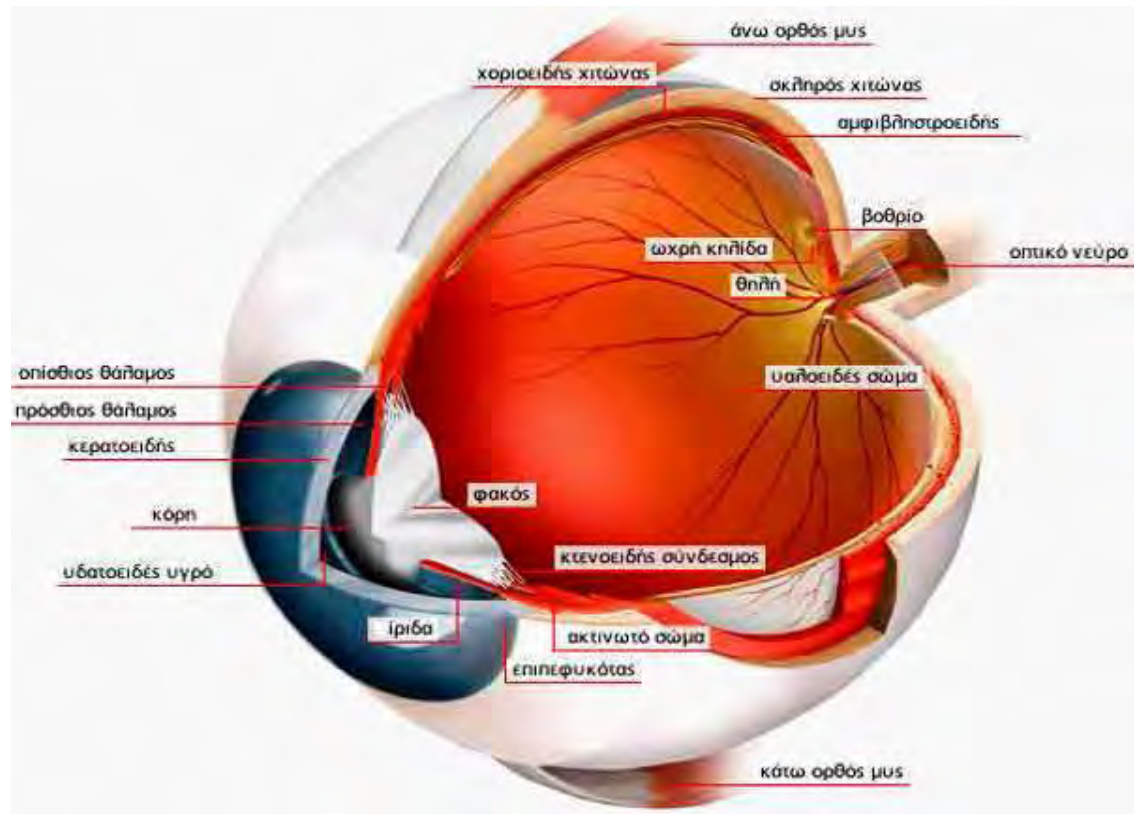 άνω ορθός μυς
χοριοειδής χιτώνας
σκληρός χιτώνας
αμφιβληστροειδής
βοθρίο
ωχρή κηλίδα
οπτικό νεύρο
θηλή
οπίσθιος θάλαμος
υαλοειδές σώμα
πρόσθιος θάλαμος
κερατοειδής
φακός
κόρη
κτενοειδής σύνδεσμος
υδατοειδές υγρό
ίριδα
ακτινωτό σώμα
επιπεφυκότας
κάτω ορθός μυς